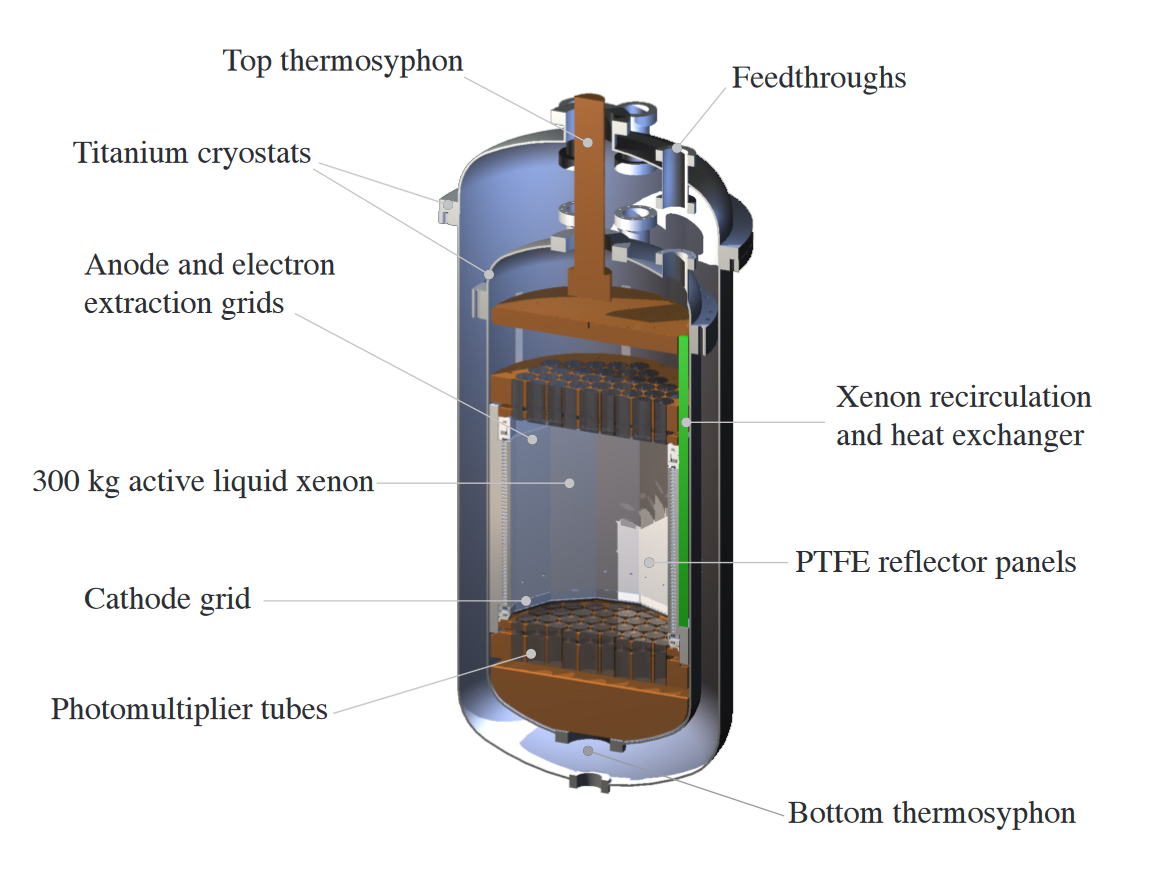 Top thermosyphon
Feedthroughs
Titanium cryostats
Anode and electron
extraction grids
Xenon recirculation
and heat exchanger
300 kg active liquid xenon
PTFE reflector panels
Cathode grid
Photomultiplier tubes
Bottom thermosyphon